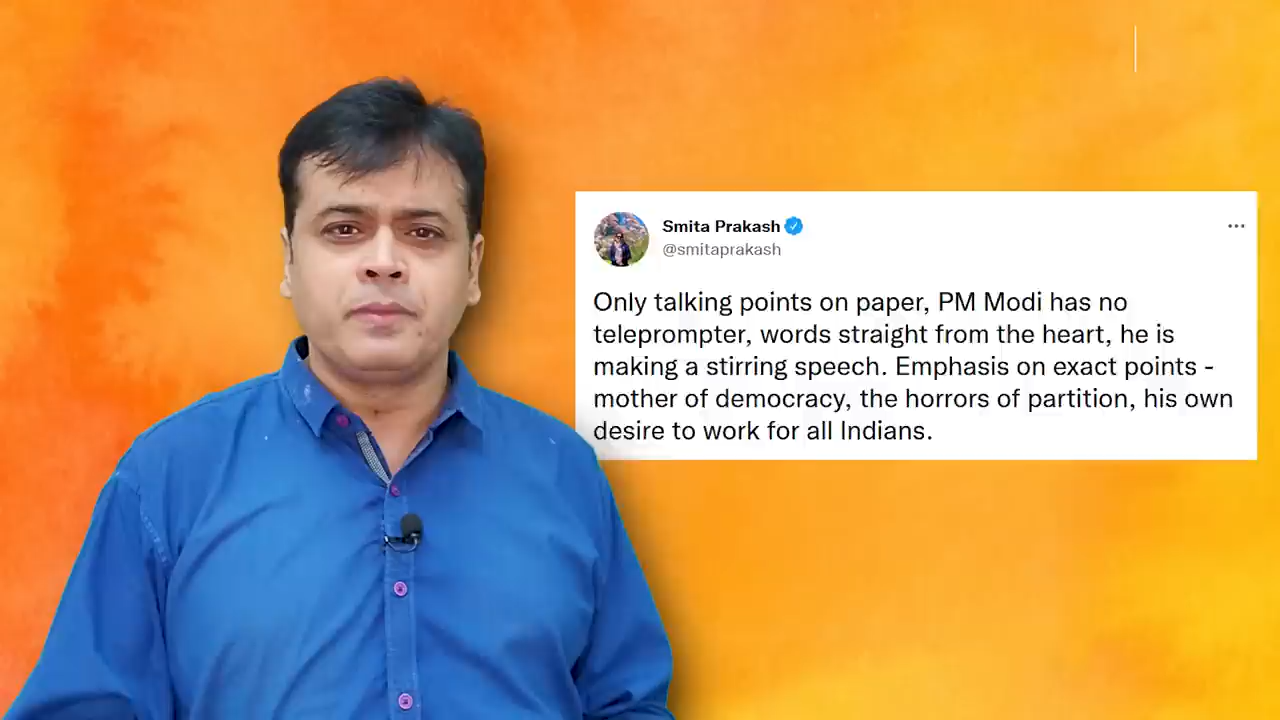 Smita Prakash
@smitaprakash
Only talking points on paper, PM Modi has no
teleprompter, words straight from the heart, he is
making a stirring speech. Emphasis on exact points -
mother of democracy, the horrors of partition, his own
desire to work for all Indians.